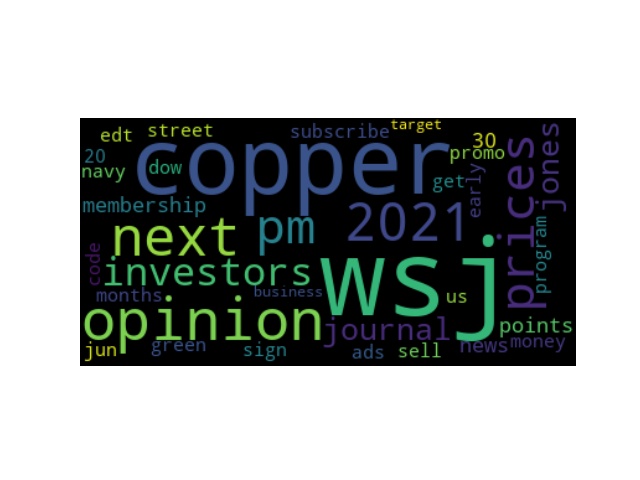 edt street subscribe target
20 navy dow copper 30 promo
membership get early
next pm 2021 prices jones
code investors wsj program
months business us
opinion journal points
jun green sign ads sell news money